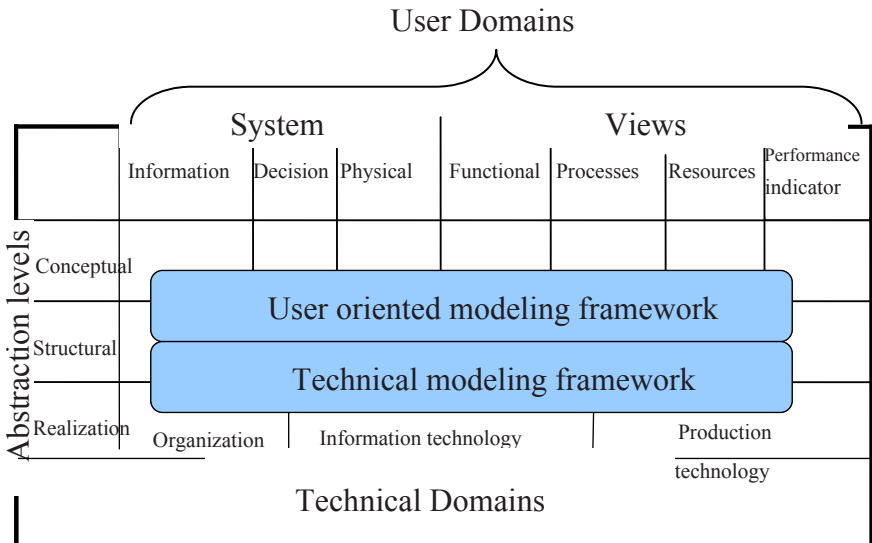 User Domains
System Views
Information Decision Physical Functional Processes Resources Performance
indicator
Abstraction levels
Conceptual
User oriented modeling framework
Structural
Technical modeling framework
Realization
Organization Information technology Production
technology
Technical Domains